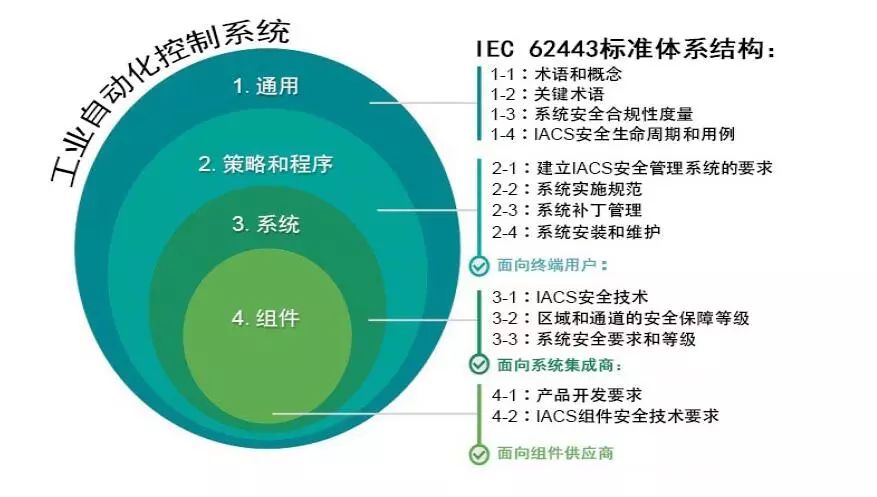 工业自动化控制系统
1. 通用
2. 策略和程序
3. 系统
4. 组件
IEC 62443标准体系结构：
1-1：术语和概念
1-2：关键术语
1-3：系统安全合规性度量
1-4：IACS安全生命周期和用例
2-1：建立IACS安全管理系统的要求
2-2：系统实施规范
2-3：系统补丁管理
2-4：系统安装和维护
面向终端用户：
3-1：IACS安全技术
3-2：区域和通道的安全保障等级
3-3：系统安全要求和等级
面向系统集成商：
4-1：产品开发要求
4-2：IACS组件安全技术要求
面向组件供应商